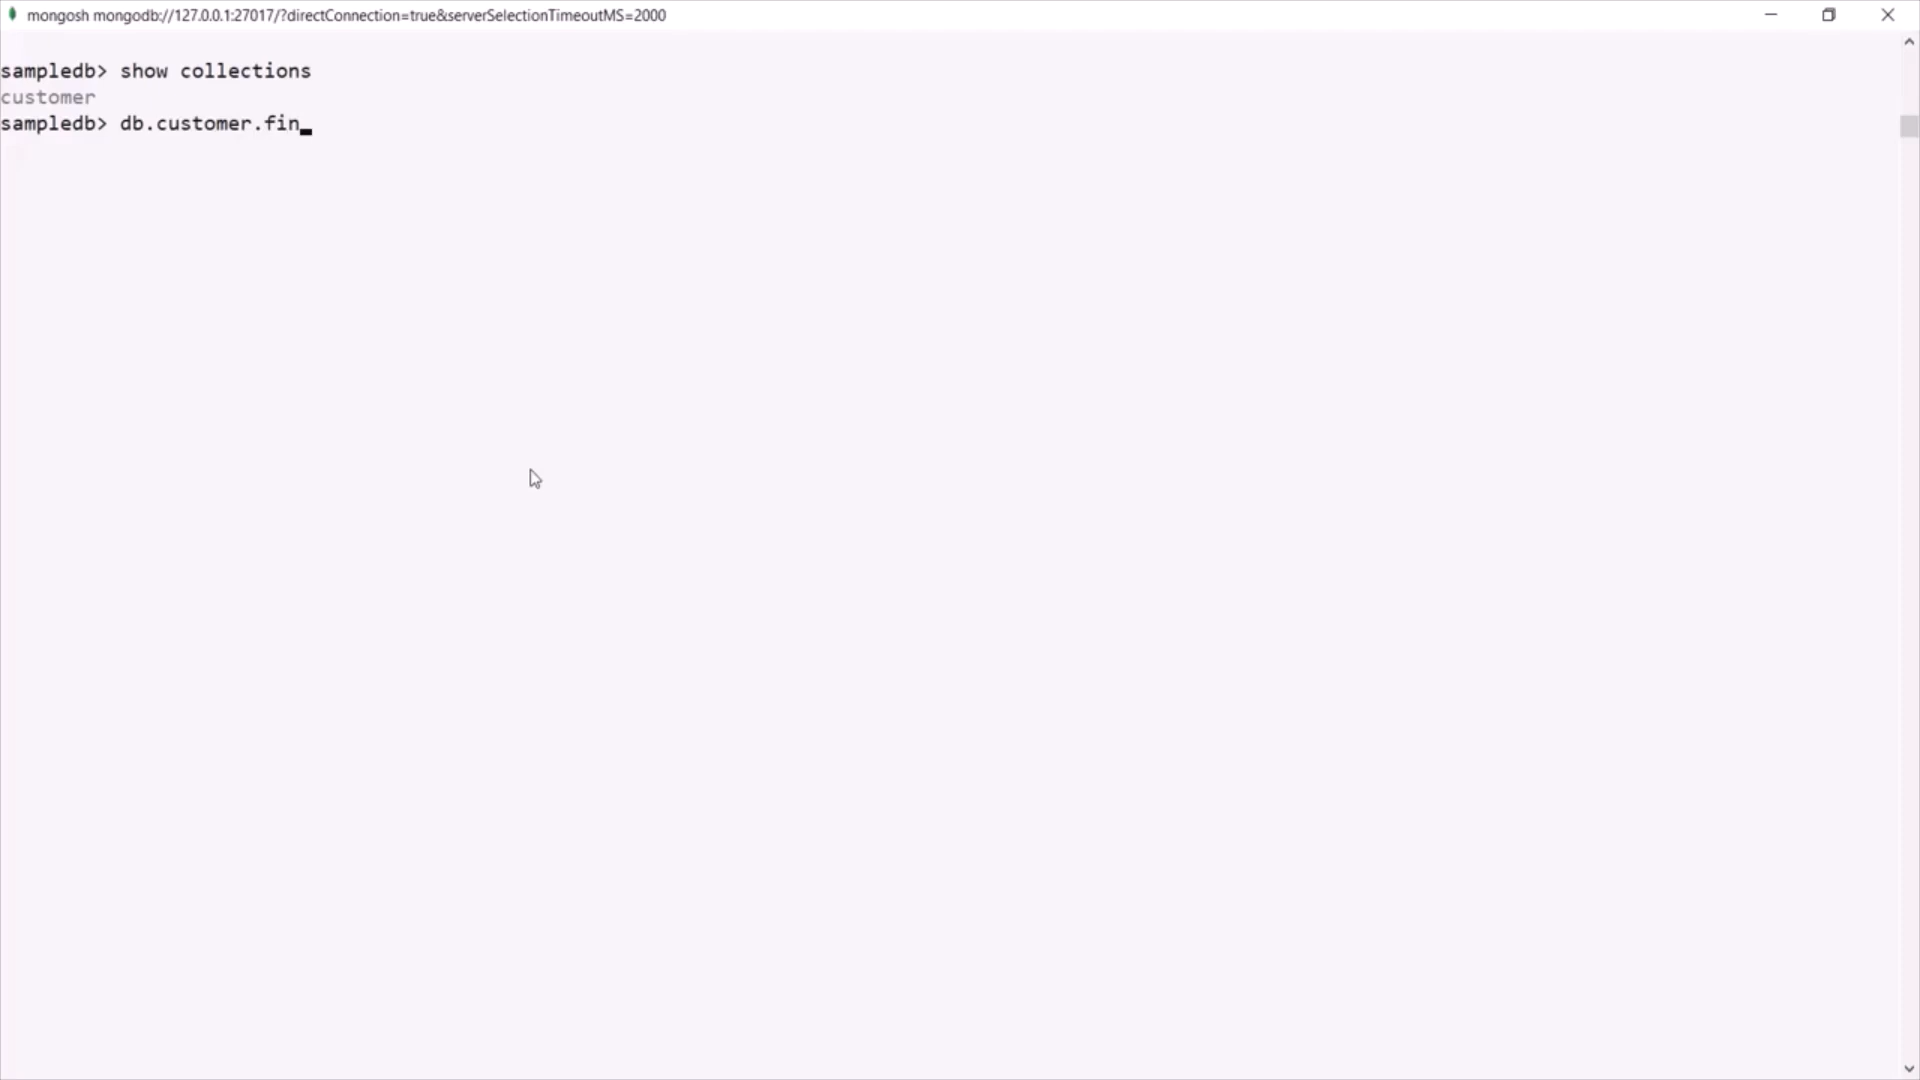 mongosh mongodb://127.0.0.1:27017/?directConnection=true&serverSelectionTimeoutMS=2000
sampledb> show collections
customer
sampledb> db.customer.fin